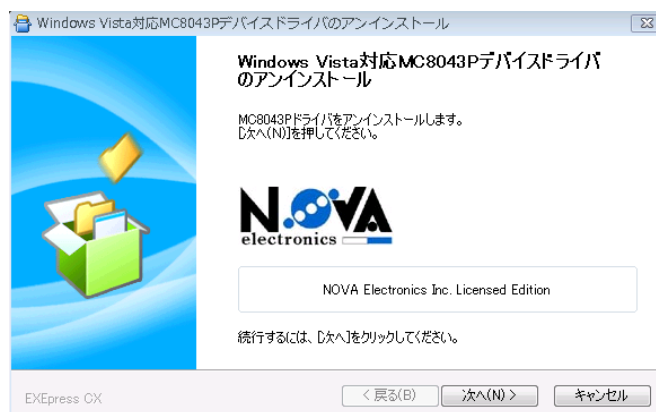 Windows Vista対応MC8043Pデバイスドライバのアンインストール
Windows Vista対応MC8043Pデバイスドライバ
のアンインストール
MC8043Pドライバをアンインストールします。
[次へ(N)]を押してください。
NOVA
electronics
NOVA Electronics Inc. Licensed Edition
続行するには、[次へ]をクリックしてください。
EXEpress CX
< 戻る(B)
次へ(N) >
キャンセル